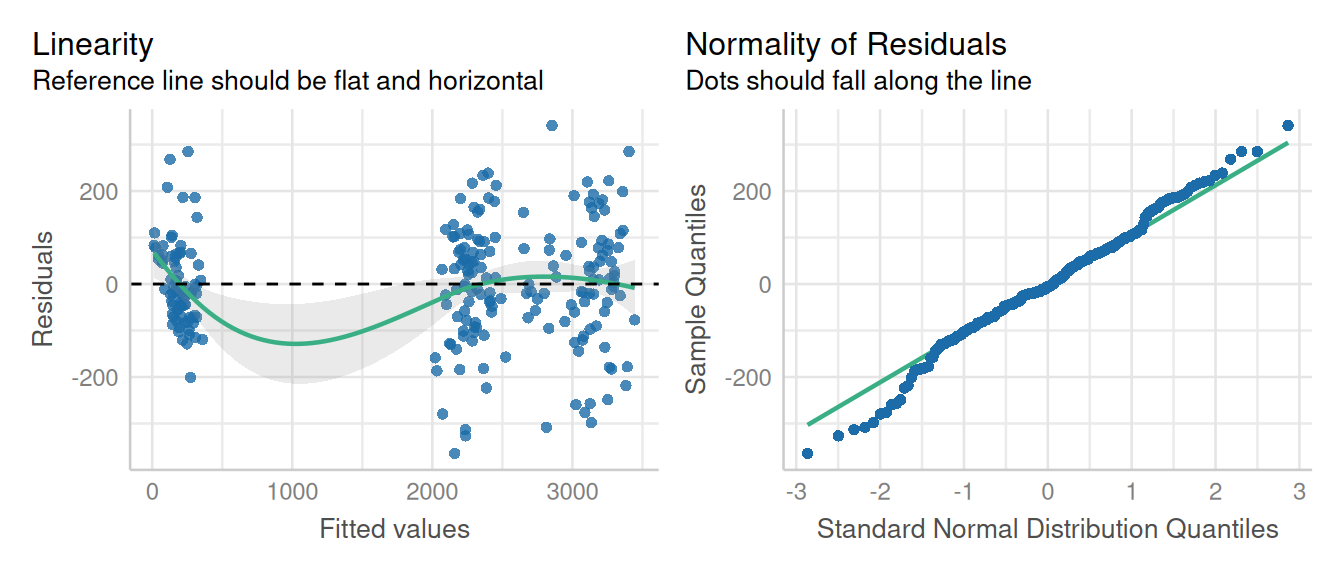 Linearity
Reference line should be flat and horizontal
Residuals
200
0
-200
0 1000 2000 3000
Fitted values
Normality of Residuals
Dots should fall along the line
Sample Quantiles
200
0
-200
-3 -2 -1 0 1 2 3
Standard Normal Distribution Quantiles